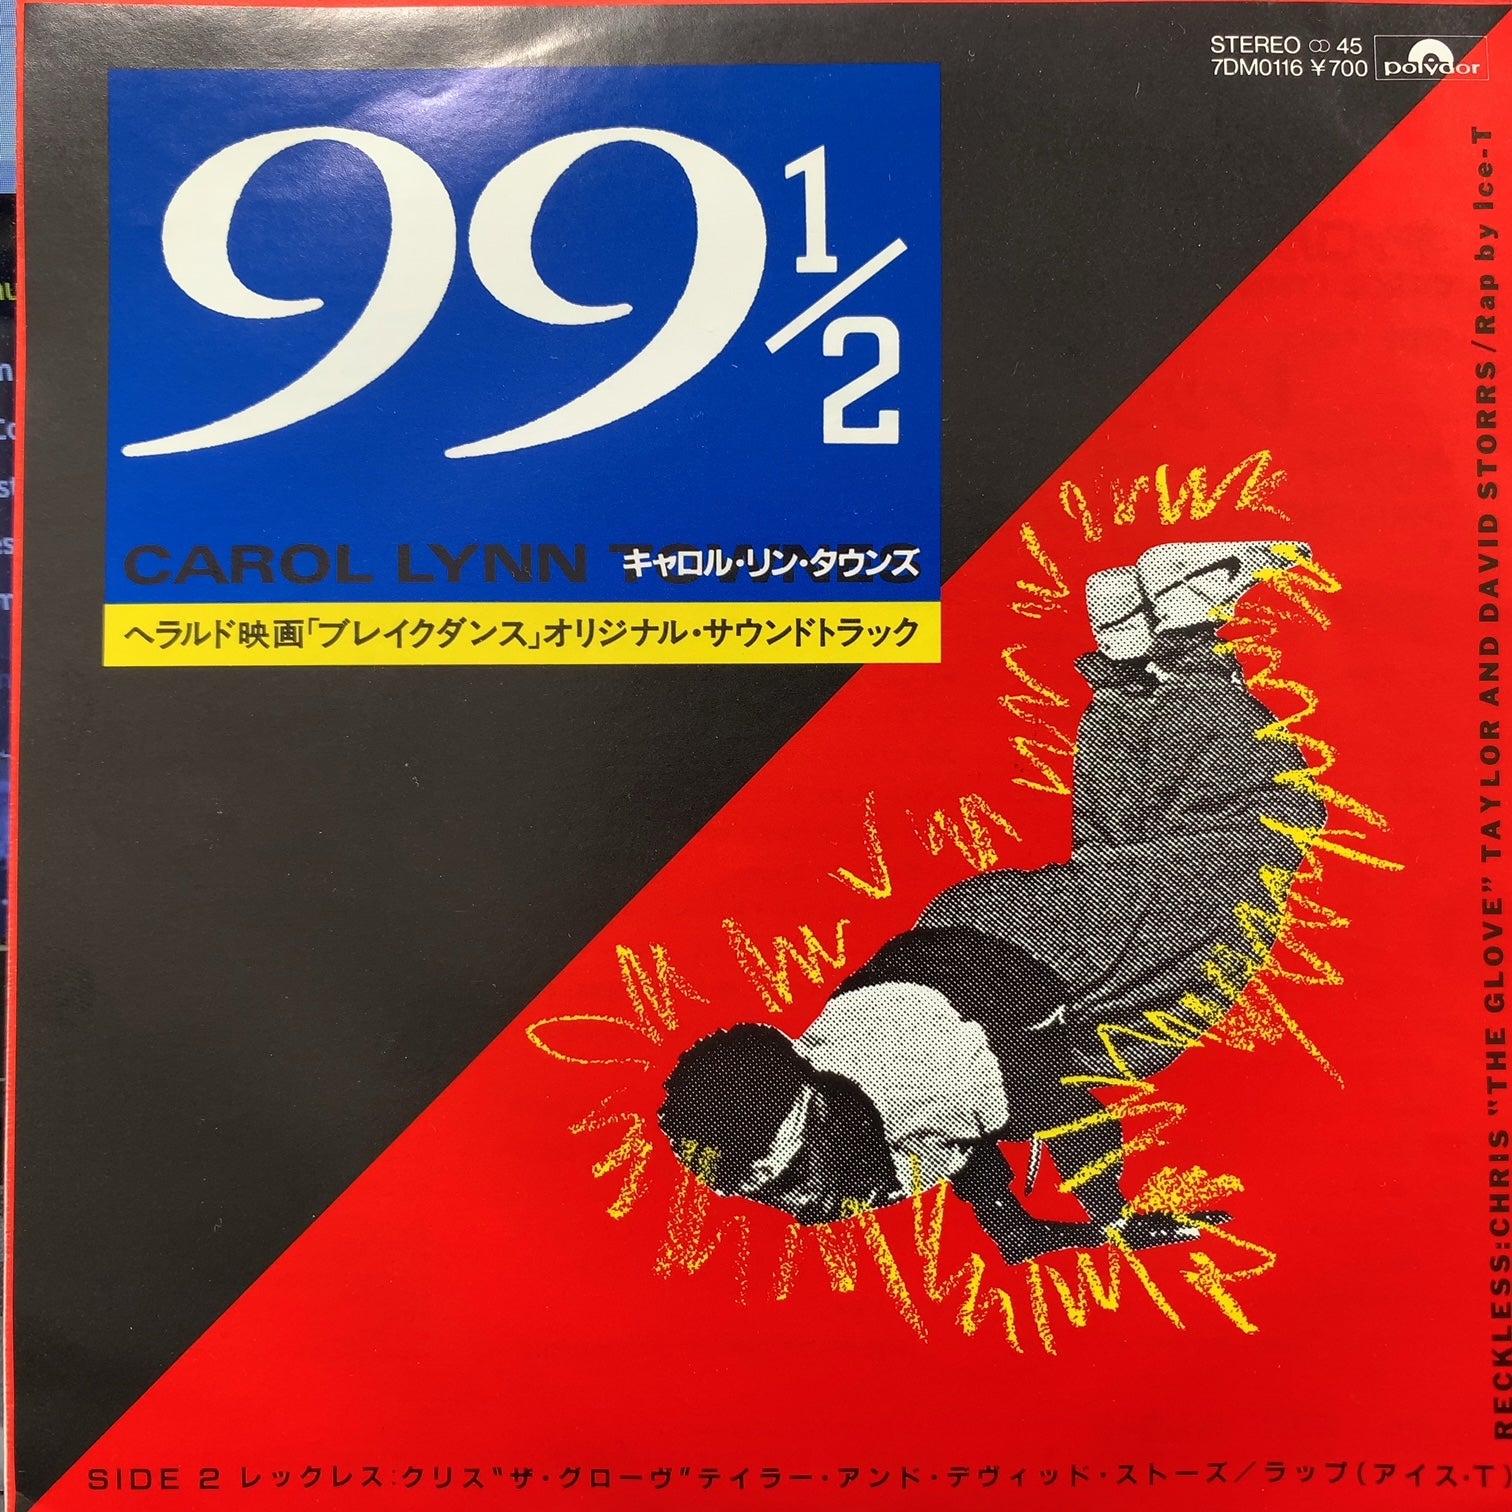 STEREO ∞ 45
7DM0116 ¥700
polydor
99 1/2
CAROL LYNN TOWNES
キャロル・リン・タウンズ
ヘラルド映画「ブレイクダンス」オリジナル・サウンドトラック
RECKLESS:CHRIS "THE GLOVE" TAYLOR AND DAVID STORRS/Rap by Ice-T
SIDE 2 レックレス:クリス"ザ・グローヴ"テイラー・アンド・デヴィッド・ストーズ/ラップ(アイス・T)